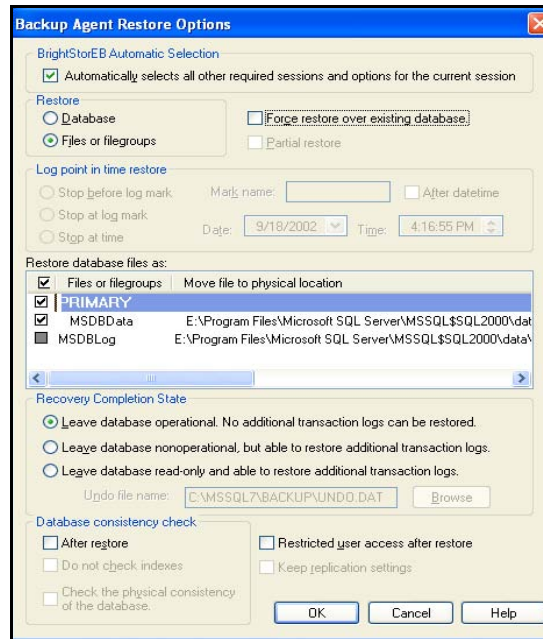 Backup Agent Restore Options
BrightStorEB Automatic Selection
Automatically selects all other required sessions and options for the current session
Restore
Database
Force restore over existing database.
Files or filegroups
Partial restore
Log point in time restore
Stop before log mark
Mark name:
After datetime
Stop at log mark
Date: 9/18/2002 Time: 4:16:55 PM
Stop at time
Restore database files as:
Files or filegroups Move file to physical location
PRIMARY
MSDBData E:\Program Files\Microsoft SQL Server\MSSQL$SQL2000\dat
MSDBLog E:\Program Files\Microsoft SQL Server\MSSQL$SQL2000\data\
Recovery Completion State
Leave database operational. No additional transaction logs can be restored.
Leave database nonoperational, but able to restore additional transaction logs.
Leave database read-only and able to restore additional transaction logs.
Undo file name: C:\MSSQL7\BACKUP\UNDO.DAT Browse
Database consistency check
After restore
Restricted user access after restore
Do not check indexes
Keep replication settings
Check the physical consistency
of the database.
OK Cancel Help